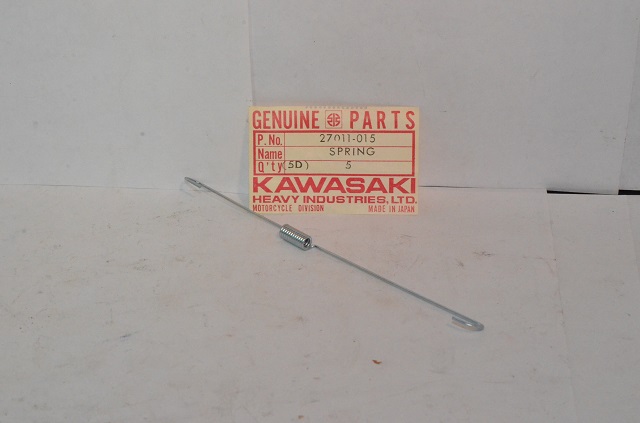 GENUINE PARTS
P. No. 27011-015
Name SPRING
Q'ty (5D) 5
KAWASAKI
HEAVY INDUSTRIES, LTD.
MOTORCYCLE DIVISION MADE IN JAPAN